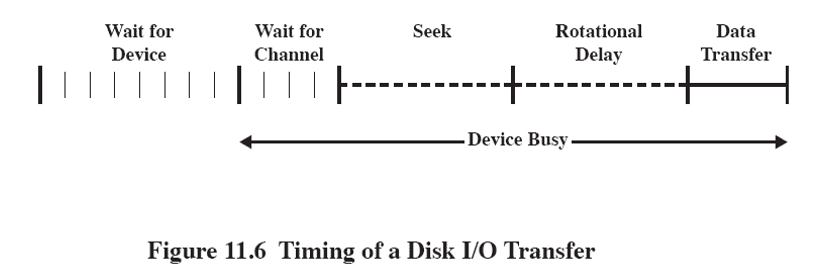 Wait for
Device
Wait for
Channel
Seek
Rotational
Delay
Data
Transfer
Device Busy
Figure 11.6 Timing of a Disk I/O Transfer